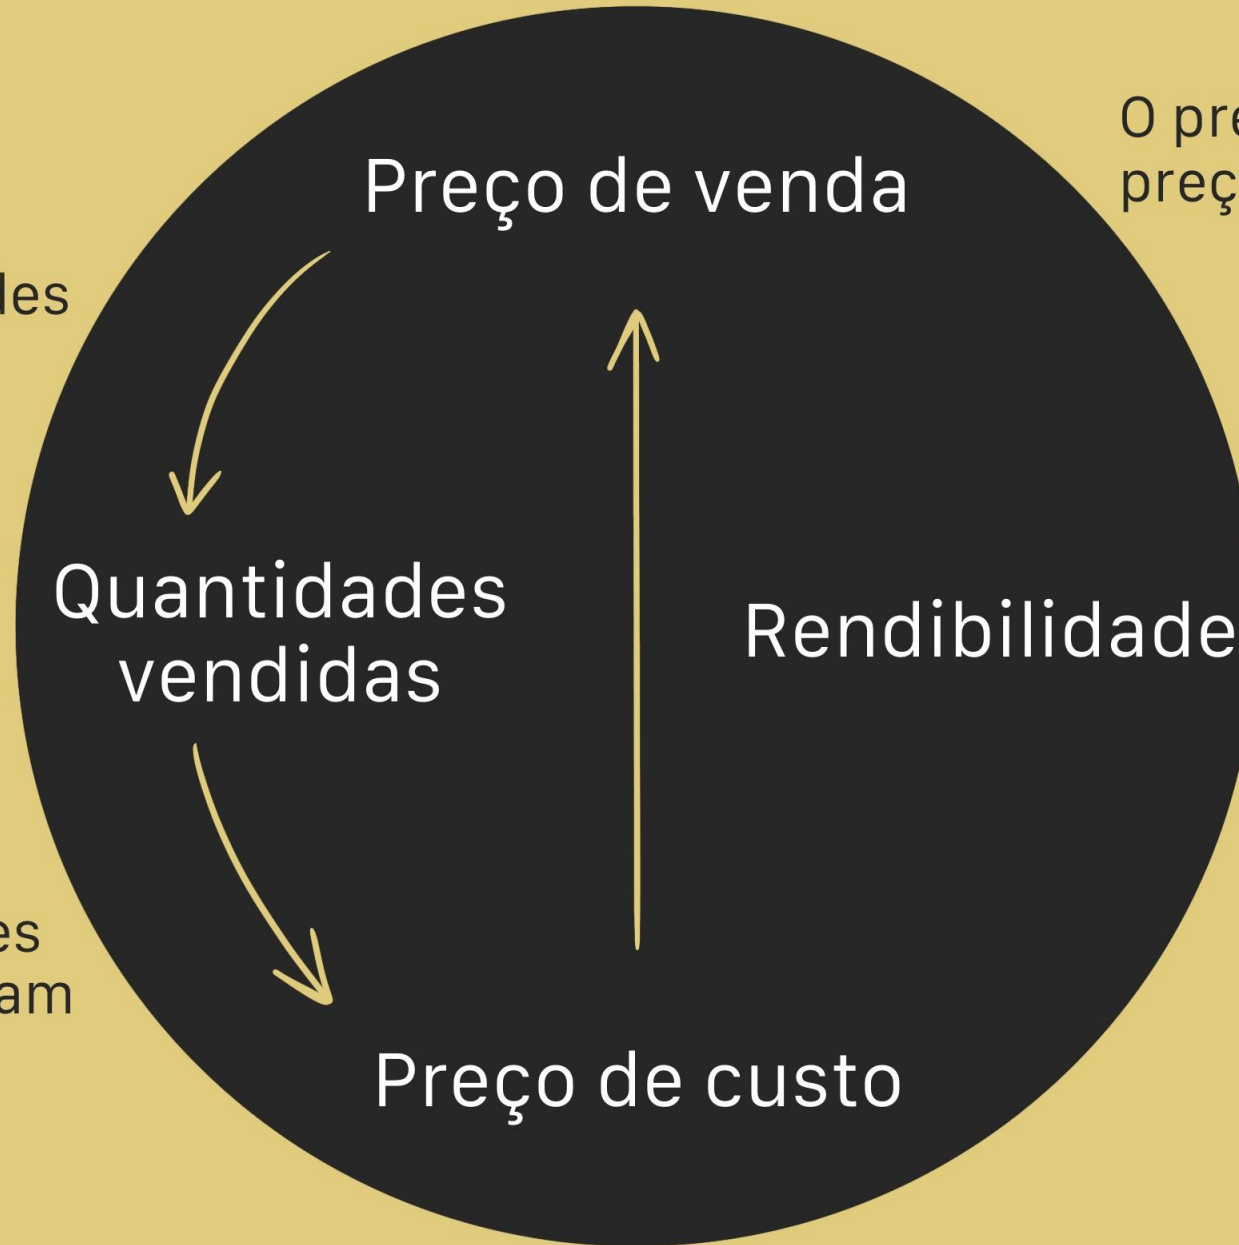 O
Preço de venda
Quantidades
vendidas
Rendibilidade
Preço de custo